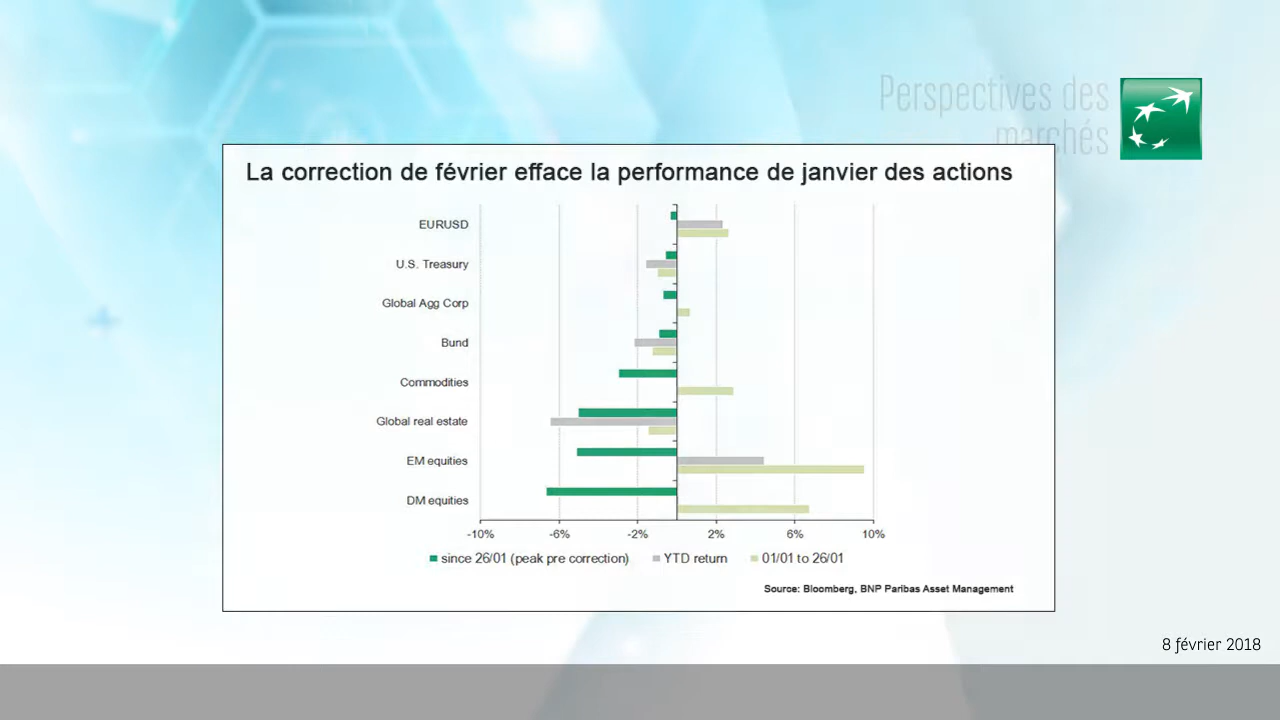 Perspectives des
marchés
La correction de février efface la performance de janvier des actions
EURUSD
U.S. Treasury
Global Agg Corp
Bund
Commodities
Global real estate
EM equities
DM equities
-10% -6% -2% 2% 6% 10%
since 26/01 (peak pre correction) YTD return 01/01 to 26/01
Source: Bloomberg, BNP Paribas Asset Management
8 février 2018